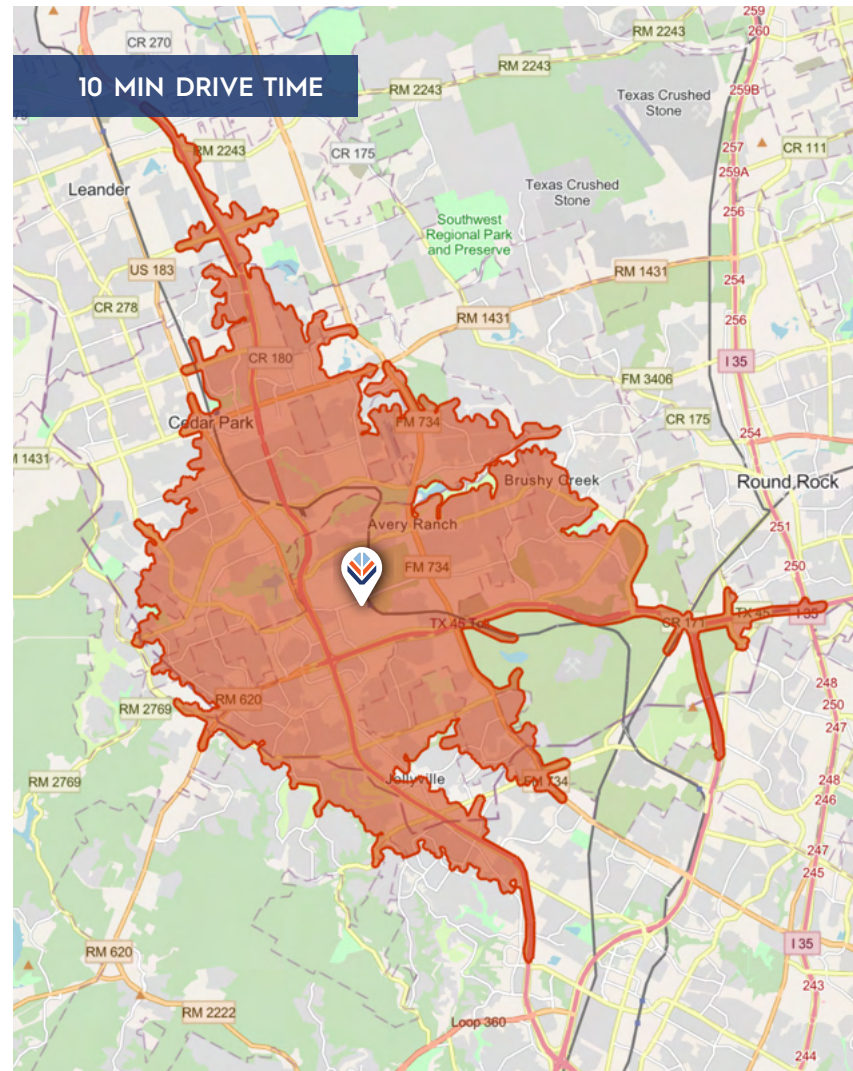 259
260
RM 2243
CR 270
10 MIN DRIVE TIME
RM 2243
RM 2243
259B
Texas Crushed
Stone
257
CR 111
RM 2243
CR 175
259A
Leander
Texas Crushed
Stone
256
Southwest
Regional Park
and Preserve
US 183
RM 1431
254
CR 278
RM 1431
256
CR 180
I 35
FM 3406
CR 175
Cedar Park
FM 734
254
1431
Brushy Creek
Round Rock
Avery Ranch
251
FM 734
250
TX 45 Toll
CR 171
TX 45
I 35
RM 620
248
RM 2769
250
247
RM 2769
Jollyville
FM 734
248
246
247
245
RM 620
I 35
243
RM 2222
Loop 360
244